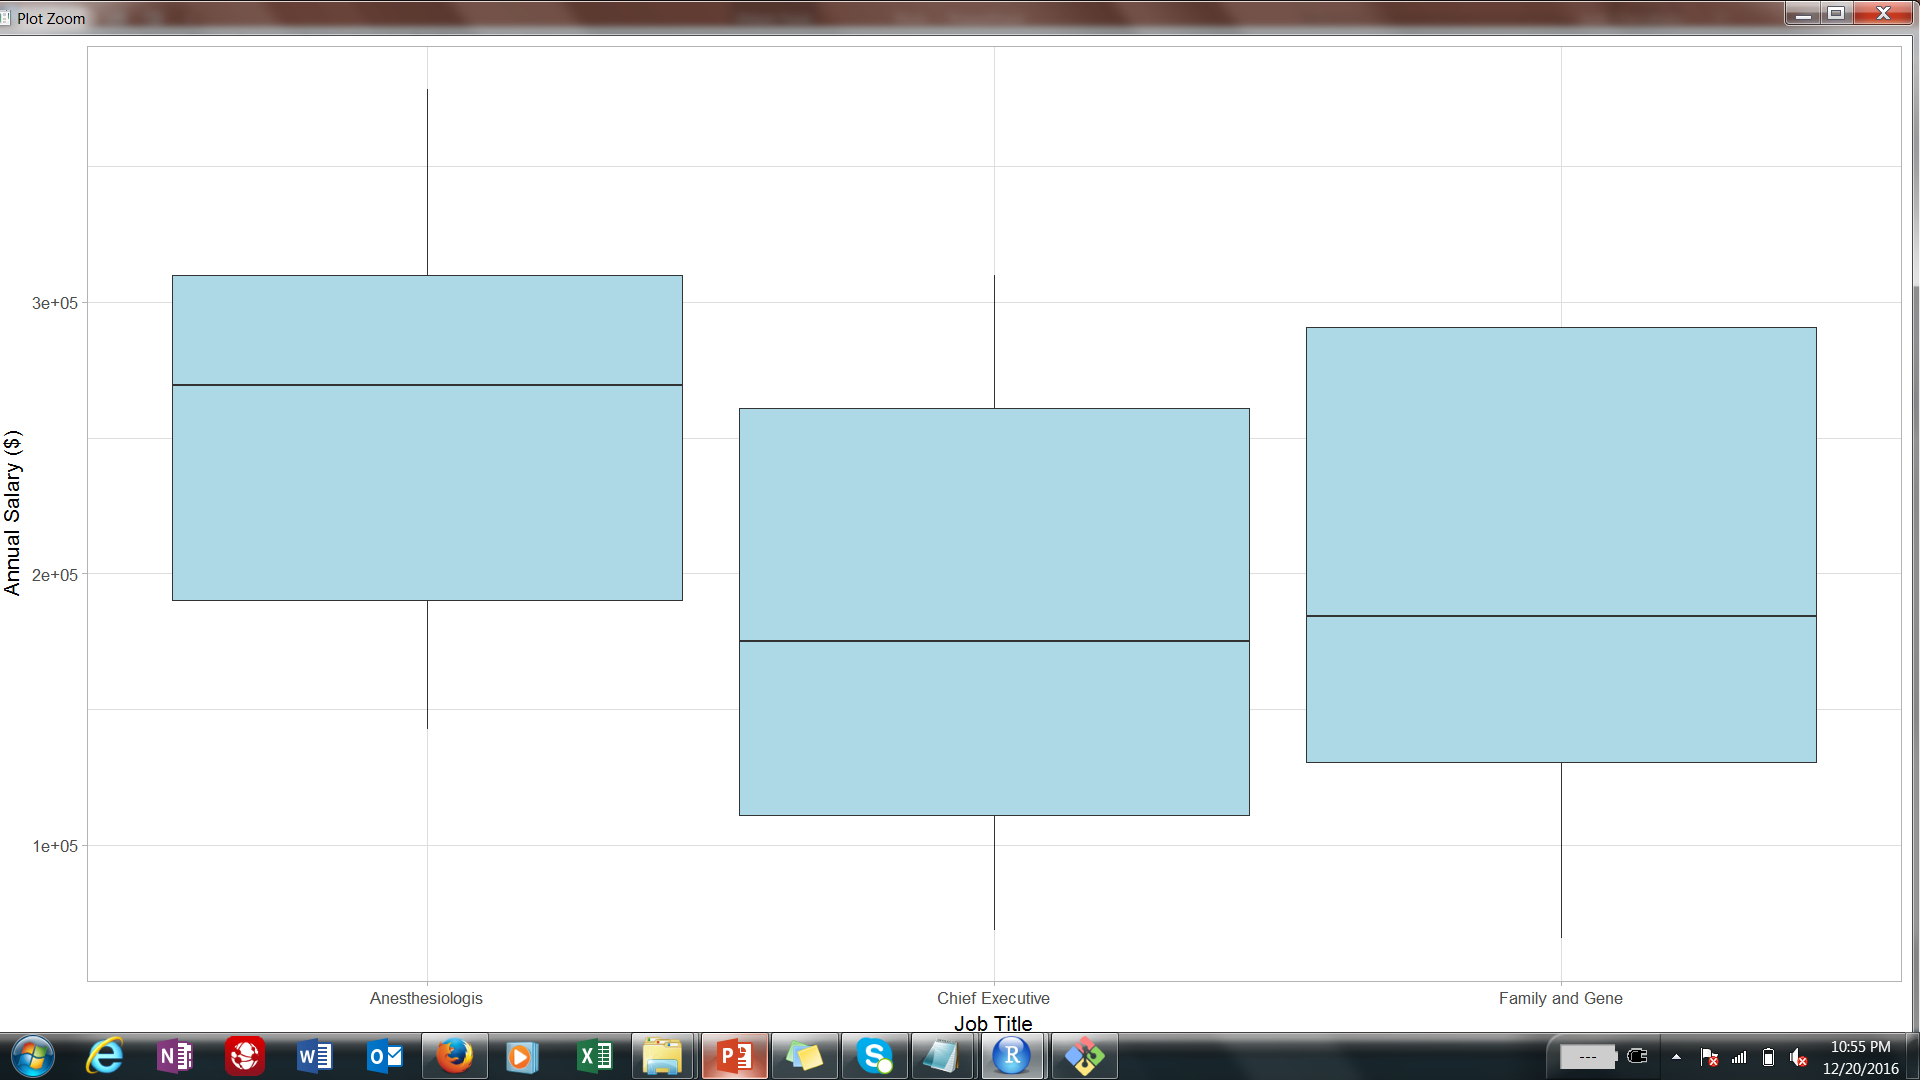 Plot Zoom
3e+05
2e+05
1e+05
Annual Salary ($)
Anesthesiologis
Chief Executive
Family and Gene
Job Title
10:55 PM
12/20/2016